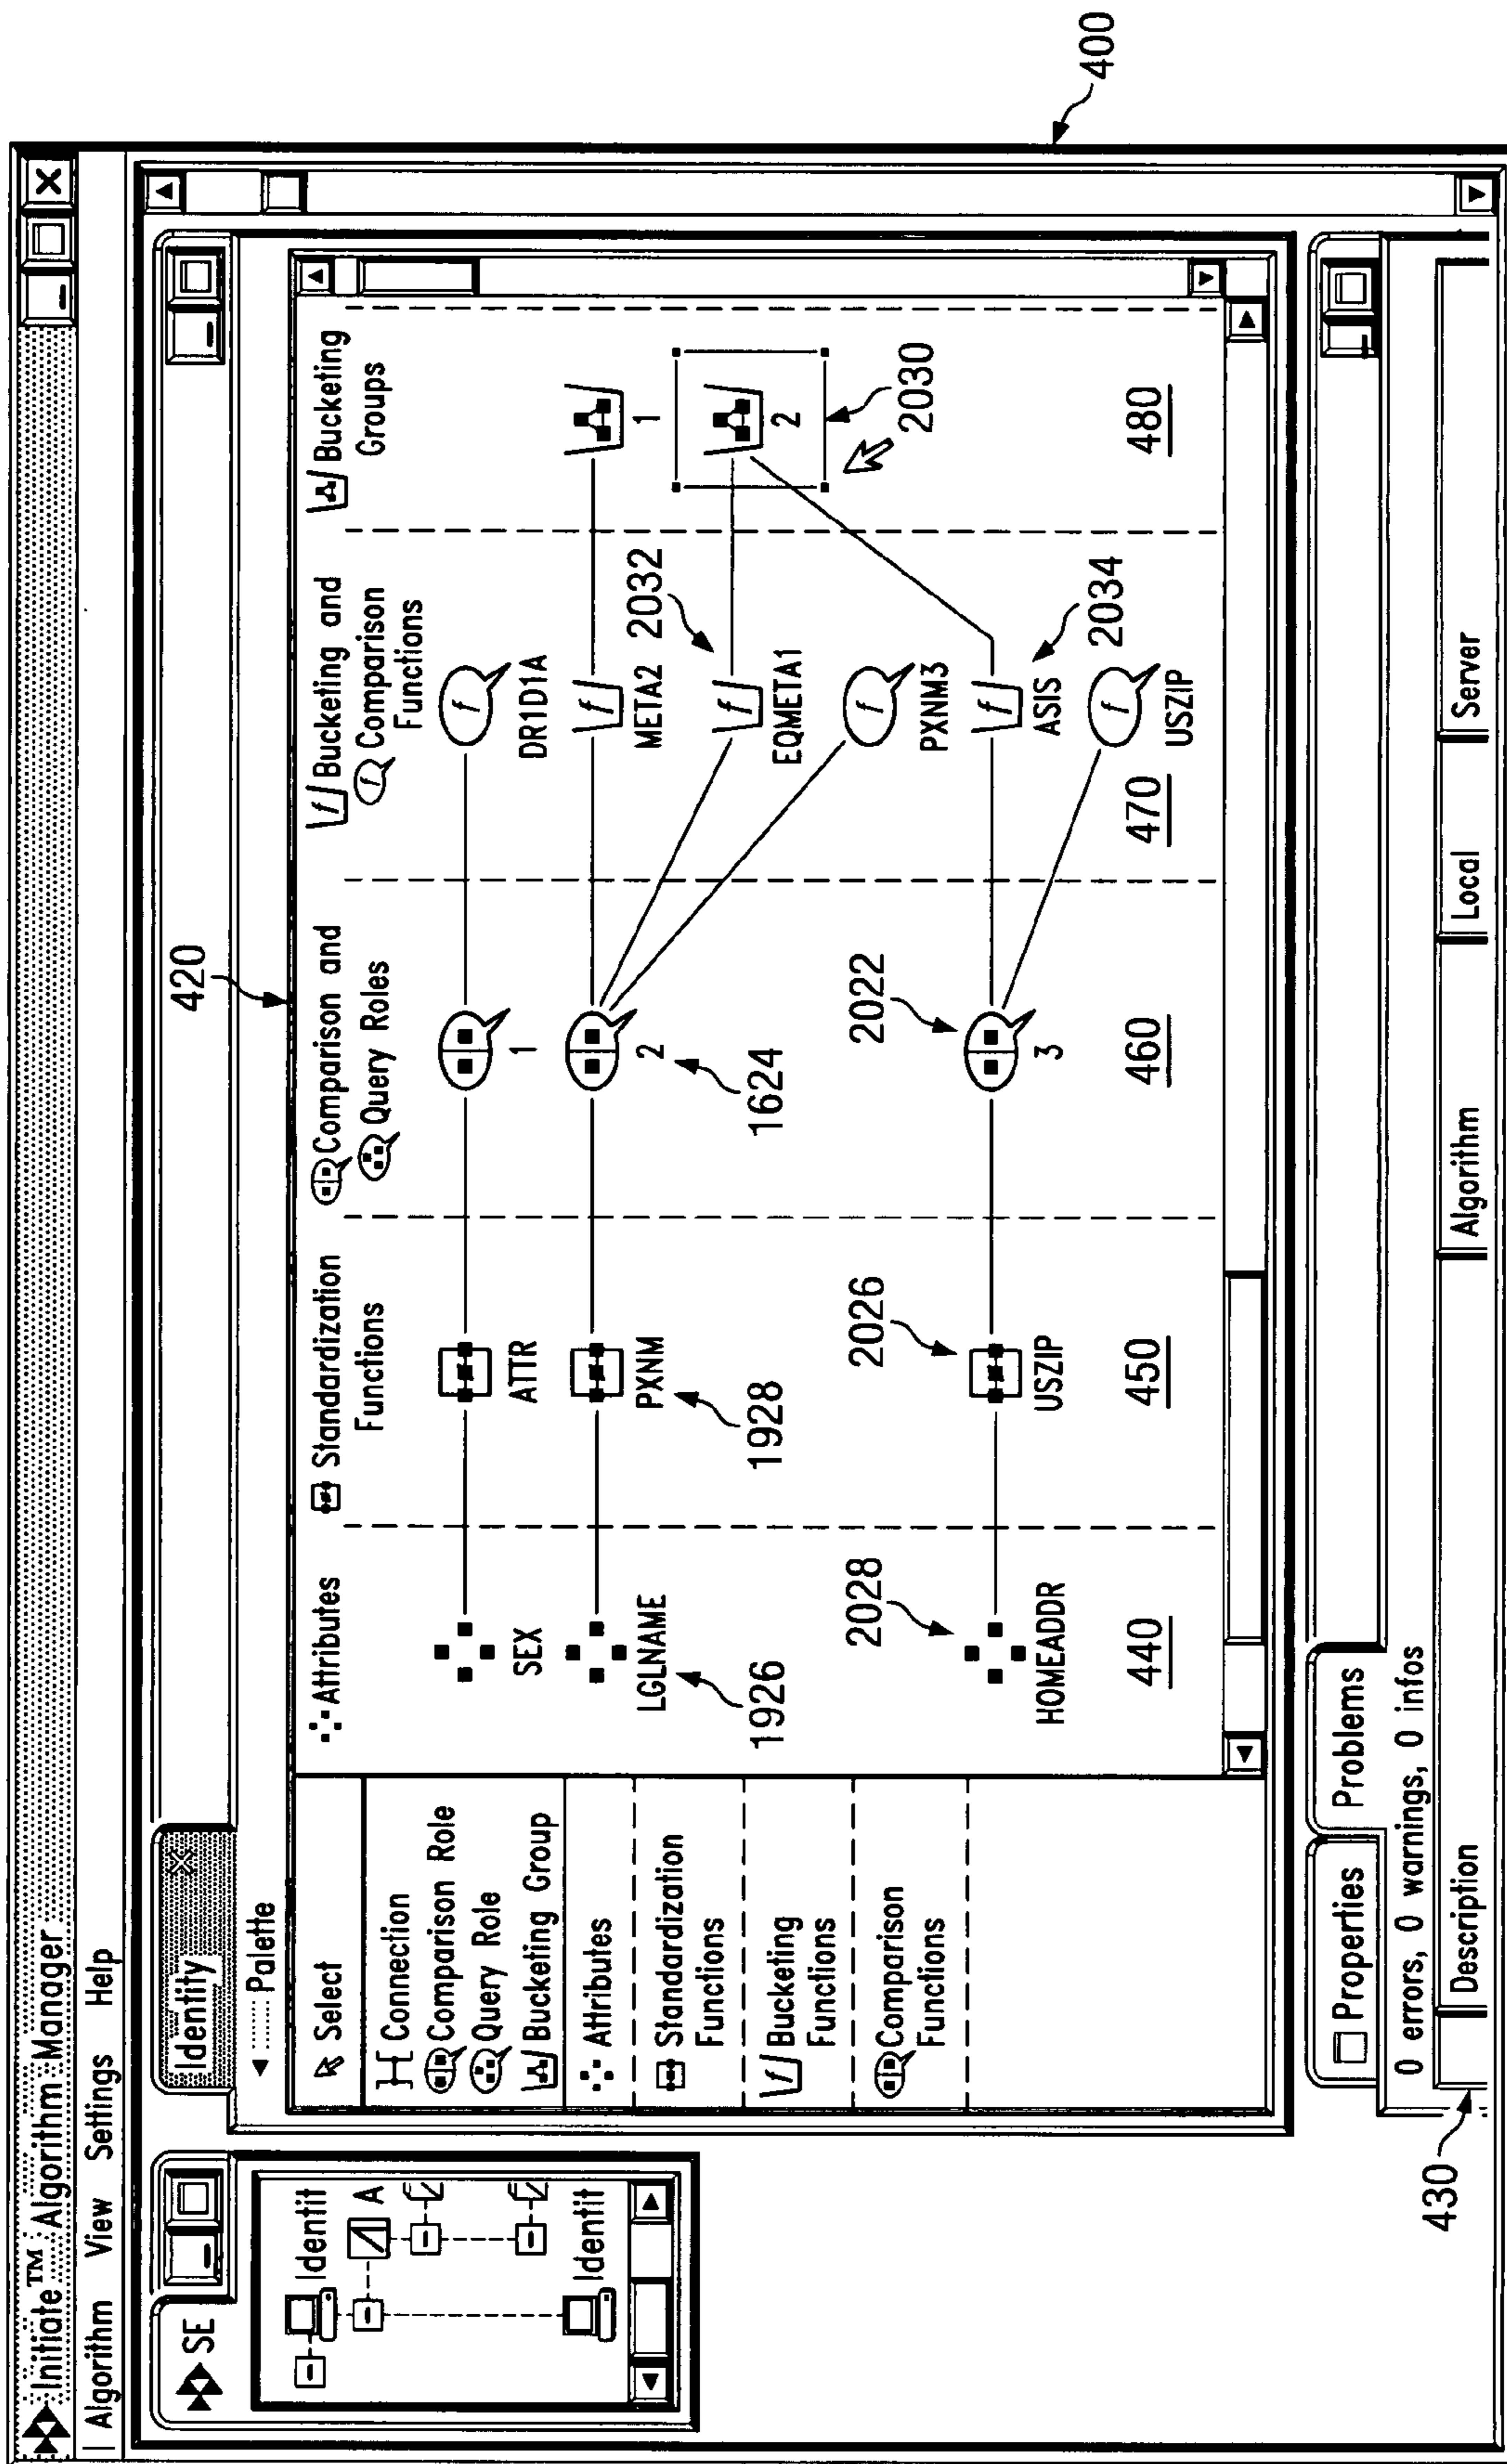 Initiate™ Algorithm Manager
Algorithm View Settings Help
SE
Identit
A
Identit
Identity
Palette
Select
Connection
Comparison Role
Query Role
Bucketing Group
Attributes
Standardization
Functions
Bucketing
Functions
Comparison
Functions
420
Attributes
Standardization
Functions
Comparison and
Query Roles
Bucketing and
Comparison
Functions
Bucketing
Groups
SEX
ATTR
1
f
DR1D1A
LGLNAME
1926
PXNM
1928
2
1624
f
META2
1
2032
f
EQMETA1
2
2030
f
PXNM3
2028
HOMEADDR
2026
USZIP
2022
3
f
ASIS
2034
f
USZIP
440
450
460
470
480
400
Properties
Problems
0 errors, 0 warnings, 0 infos
430
Description
Algorithm
Local
Server